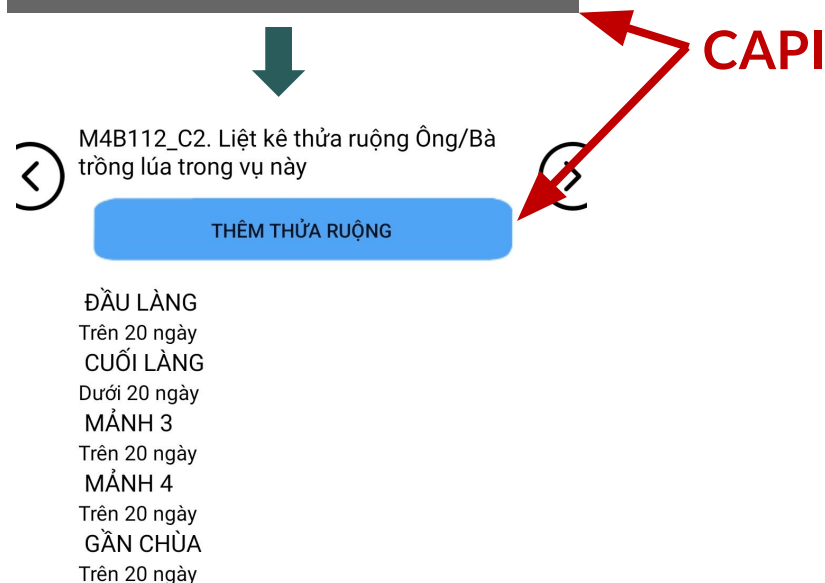 CAPI
M4B112_C2. Liệt kê thửa ruộng Ông/Bà
trồng lúa trong vụ này
THÊM THỬA RUỘNG
ĐẦU LÀNG
Trên 20 ngày
CUỐI LÀNG
Dưới 20 ngày
MẢNH 3
Trên 20 ngày
MẢNH 4
Trên 20 ngày
GẦN CHÙA
Trên 20 ngày